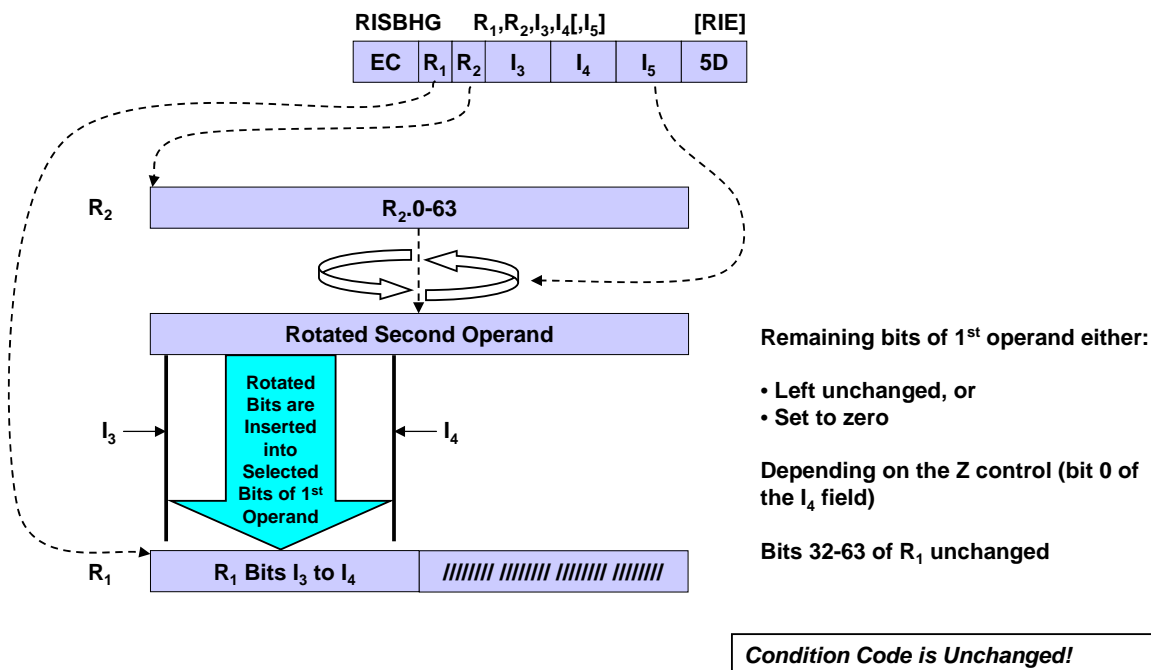 RISBHG R₁,R₂,I₃,I₄[,I₅] [RIE]
EC R₁ R₂ I₃ I₄ I₅ 5D
R₂
R₂.0-63
Rotated Second Operand
Rotated
Bits are
Inserted
into
Selected
Bits of 1st
Operand
I₃
I₄
R₁
R₁ Bits I₃ to I₄
//////// //////// //////// ////////
Remaining bits of 1st operand either:
• Left unchanged, or
• Set to zero
Depending on the Z control (bit 0 of
the I₄ field)
Bits 32-63 of R₁ unchanged
Condition Code is Unchanged!